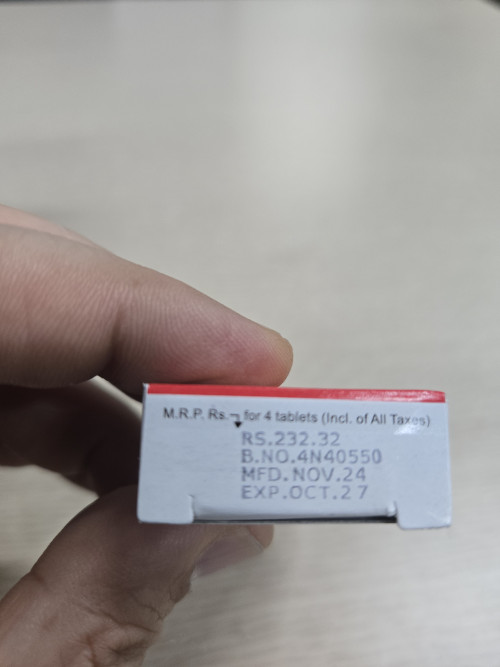 M.R.P. Rs. for 4 tablets (Incl. of All Taxes)
RS.232.32
B.NO.4N40550
MFD.NOV.24
EXP.OCT.27